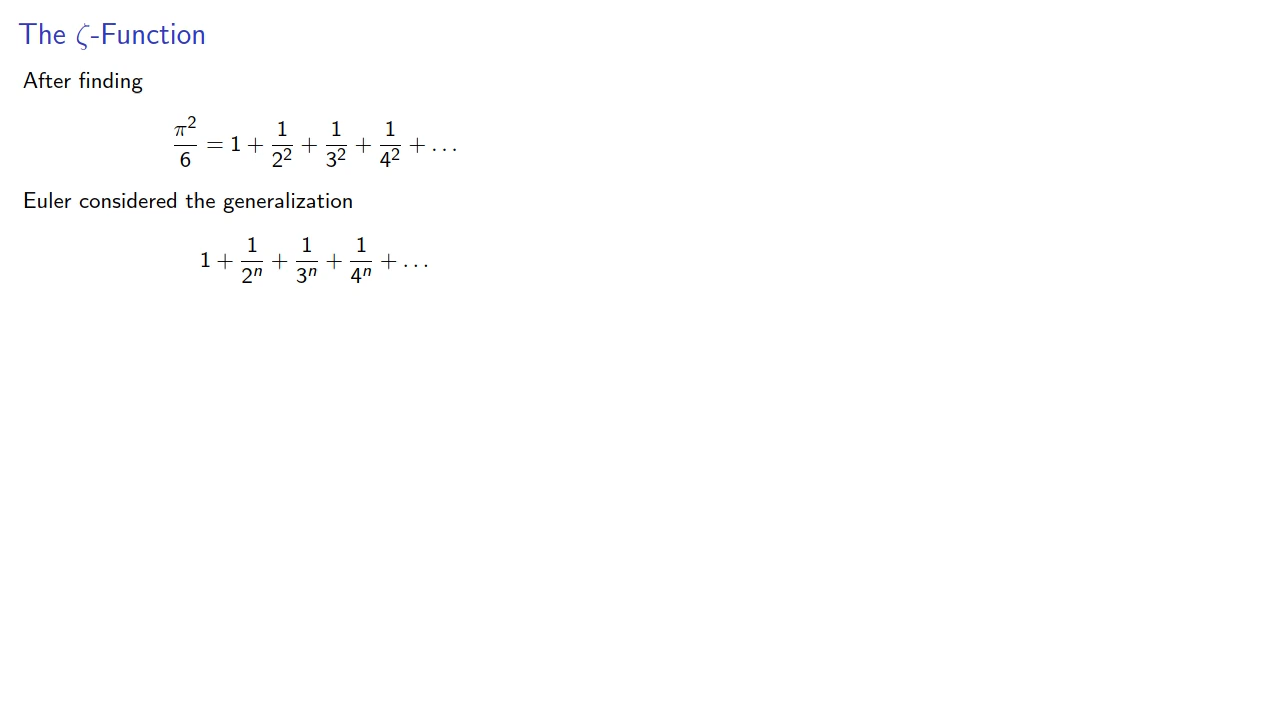 The ζ-Function
After finding
π²/6 = 1 + 1/2² + 1/3² + 1/4² + ...
Euler considered the generalization
1 + 1/2ⁿ + 1/3ⁿ + 1/4ⁿ + ...